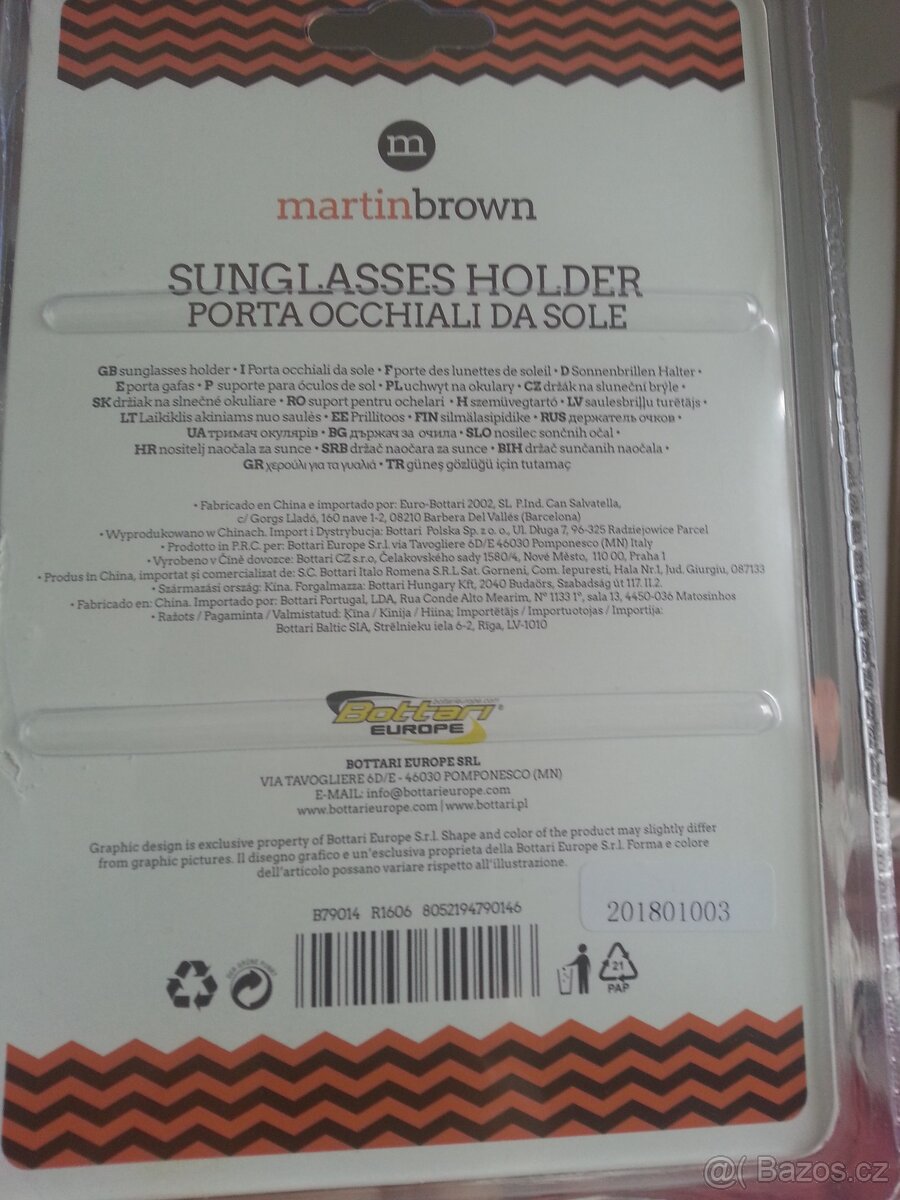 m
martinbrown
SUNGLASSES HOLDER
PORTA OCCHIALI DA SOLE
GB sunglasses holder • I Porta occhiali da sole • F porte des lunettes de soleil • D Sonnenbrillen Halter •
E porta gafas • P suporte para óculos de sol • PL uchwyt na okulary • CZ držák na sluneční brýle •
SK držiak na slnečné okuliare • RO suport pentru ochelari • H szemüvegtartó • LV saulesbriļļu turētājs •
LT Laikiklis akiniams nuo saulės • EE Prillitoos • FIN silmälasipidike • RUS держатель очков •
UA тримач окулярів • BG държач за очила • SLO nosilec sončnih očal •
HR nositelj naočala za sunce • SRB držač naočara za sunce • BIH držač sunčanih naočala •
GR χερούλι για τα γυαλιά • TR güneş gözlüğü için tutamaç
• Fabricado en China e importado por: Euro-Bottari 2002, SL. P.Ind. Can Salvatella,
c/ Gorgs Lladó, 160 nave 1-2, 08210 Barbera Del Vallés (Barcelona)
• Wyprodukowano w Chinach. Import i Dystrybucja: Bottari Polska Sp. z o. o., Ul. Długa 7, 96-325 Radziejowice Parcel
• Prodotto in P.R.C. per: Bottari Europe S.r.l. via Tavogliere 6D/E 46030 Pomponesco (MN) Italy
• Vyrobeno v Číně dovozce: Bottari CZ s.r.o, Čelakovského sady 1580/4, Nové Město, 110 00, Praha 1
• Produs in China, importat și comercializat de: S.C. Bottari Italo Romena S.R.L Sat. Gorneni, Com. Iepuresti, Hala Nr.1, Jud. Giurgiu, 087133
• Származási ország: Kína. Forgalmazza: Bottari Hungary Kft, 2040 Budaörs, Szabadság út 117. II.2.
• Fabricado en: China. Importado por: Bottari Portugal, LDA, Rua Conde Alto Mearim, Nº 1133 1º, sala 13, 4450-036 Matosinhos
• Ražots / Pagaminta / Valmistatud: Ķīna / Kinija / Hiina; Importētājs / Importuotojas / Importija:
Bottari Baltic SIA, Strēlnieku iela 6-2, Rīga, LV-1010
bottarieurope.com
Bottari®
EUROPE
BOTTARI EUROPE SRL
VIA TAVOGLIERE 6D/E - 46030 POMPONESCO (MN)
E-MAIL: info@bottarieurope.com
www.bottarieurope.com | www.bottari.pl
Graphic design is exclusive property of Bottari Europe S.r.l. Shape and color of the product may slightly differ
from graphic pictures. Il disegno grafico e un'esclusiva proprieta della Bottari Europe S.r.l. Forma e colore
dell'articolo possano variare rispetto all'illustrazione.
B79014 R1606 8052194790146
201801003
DER GRÜNE PUNKT
21
PAP
@( Bazos.cz